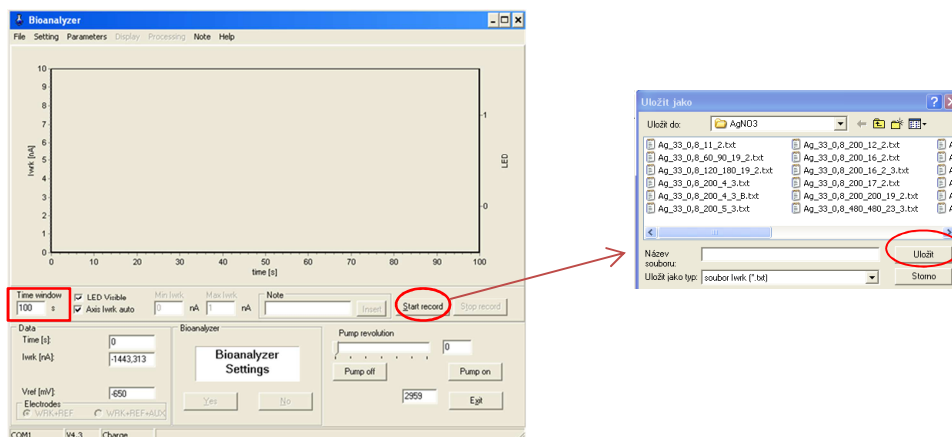 Bioanalyzer
File Setting Parameters Display Processing Note Help
10
9
8
7
6
5
4
3
2
1
0
Iwrk [nA]
1
0
LED
0 10 20 30 40 50 60 70 80 90 100
time [s]
Time window
100 s
LED Visible
Axis Iwrk auto
Min Iwrk
0 nA
Max Iwrk
1 nA
Note
Insert
Start record
Stop record
Data
Time [s]: 0
Iwrk [nA]: -1443,313
Vref [mV]: -650
Electrodes
WRK+REF WRK+REF+AUX
Bioanalyzer
Bioanalyzer
Settings
Yes No
Pump revolution
0
Pump off Pump on
2959 Exit
COM1 V4.3 Charge
Uložit jako
Uložit do: AgNO3
Ag_33_0,8_11_2.txt
Ag_33_0,8_60_90_19_2.txt
Ag_33_0,8_120_180_19_2.txt
Ag_33_0,8_200_4_3.txt
Ag_33_0,8_200_4_3_B.txt
Ag_33_0,8_200_5_3.txt
Ag_33_0,8_200_12_2.txt
Ag_33_0,8_200_16_2.txt
Ag_33_0,8_200_16_2_3.txt
Ag_33_0,8_200_17_2.txt
Ag_33_0,8_200_200_19_2.txt
Ag_33_0,8_480_480_23_3.txt
Název
souboru:
Uložit
Uložit jako typ: soubor Iwrk (*.txt)
Storno